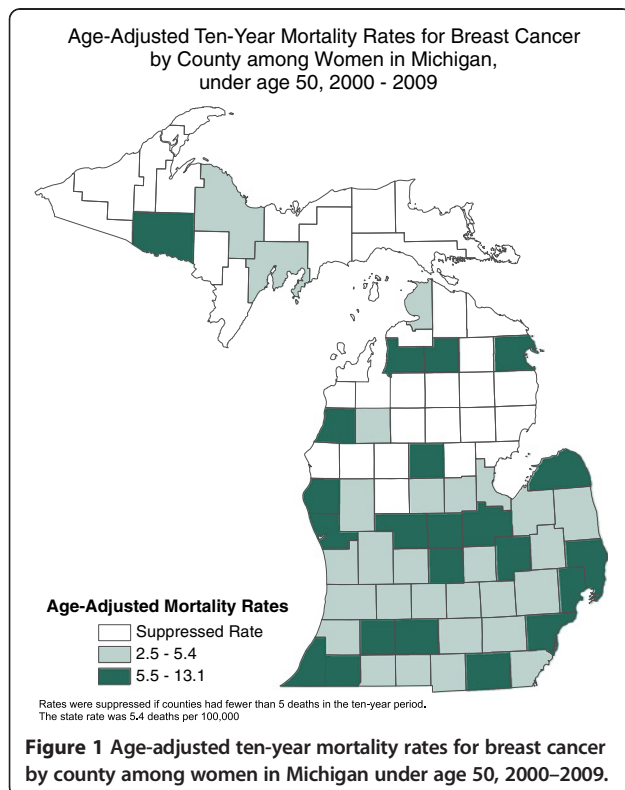 Age-Adjusted Ten-Year Mortality Rates for Breast Cancer
by County among Women in Michigan,
under age 50, 2000 - 2009
Age-Adjusted Mortality Rates
Suppressed Rate
2.5 - 5.4
5.5 - 13.1
Rates were suppressed if counties had fewer than 5 deaths in the ten-year period.
The state rate was 5.4 deaths per 100,000
Figure 1 Age-adjusted ten-year mortality rates for breast cancer
by county among women in Michigan under age 50, 2000–2009.